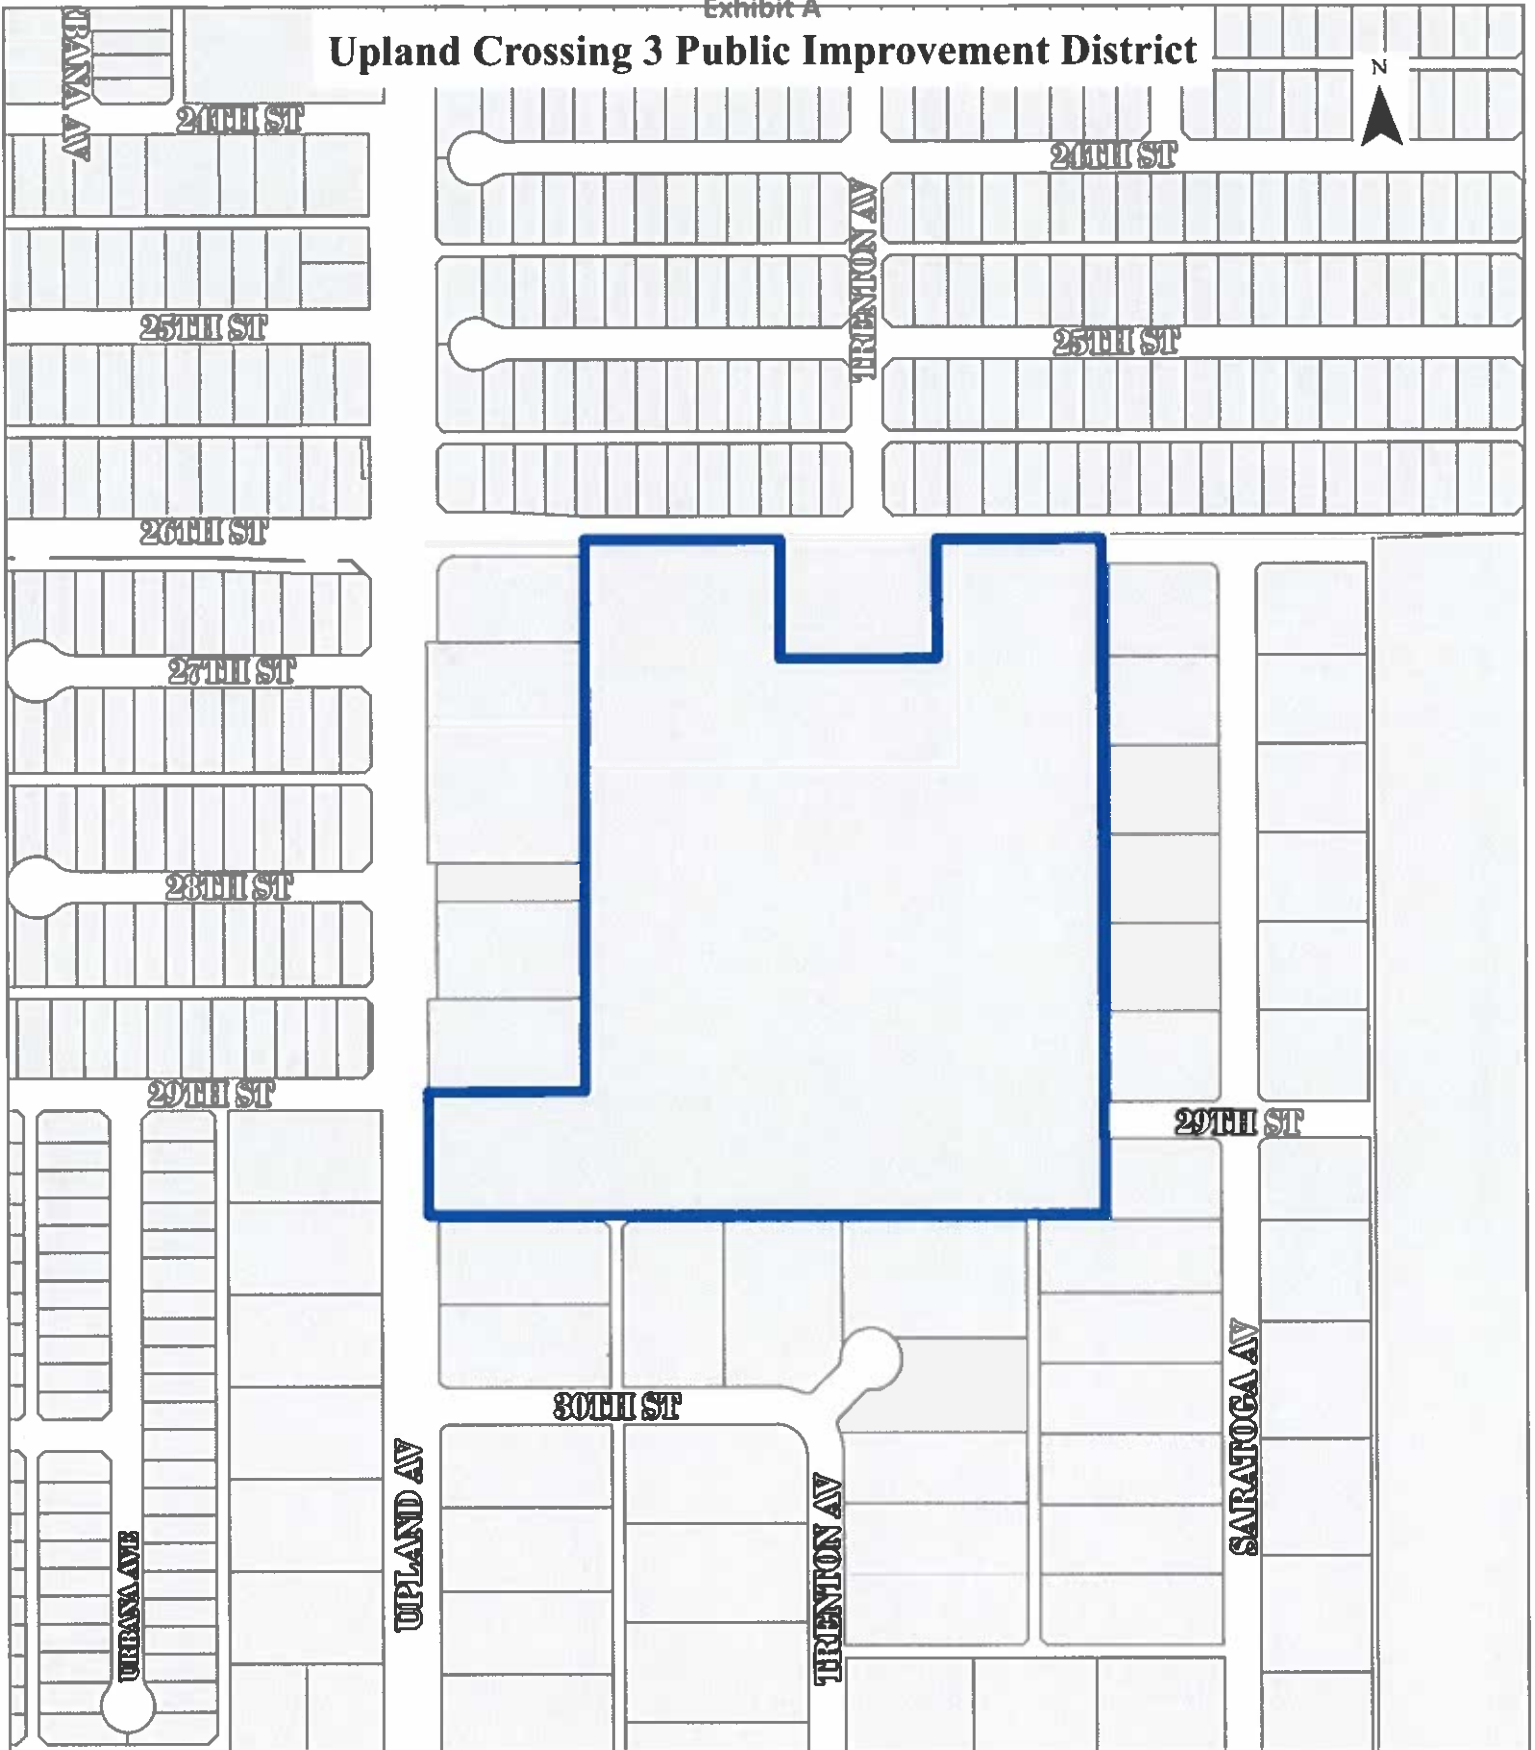 Exhibit A
Upland Crossing 3 Public Improvement District
N
24TH ST
24TH ST
TRENTON AV
25TH ST
25TH ST
26TH ST
27TH ST
28TH ST
29TH ST
29TH ST
30TH ST
UPLAND AV
TRENTON AV
SARATOGA AV
URBANA AVE